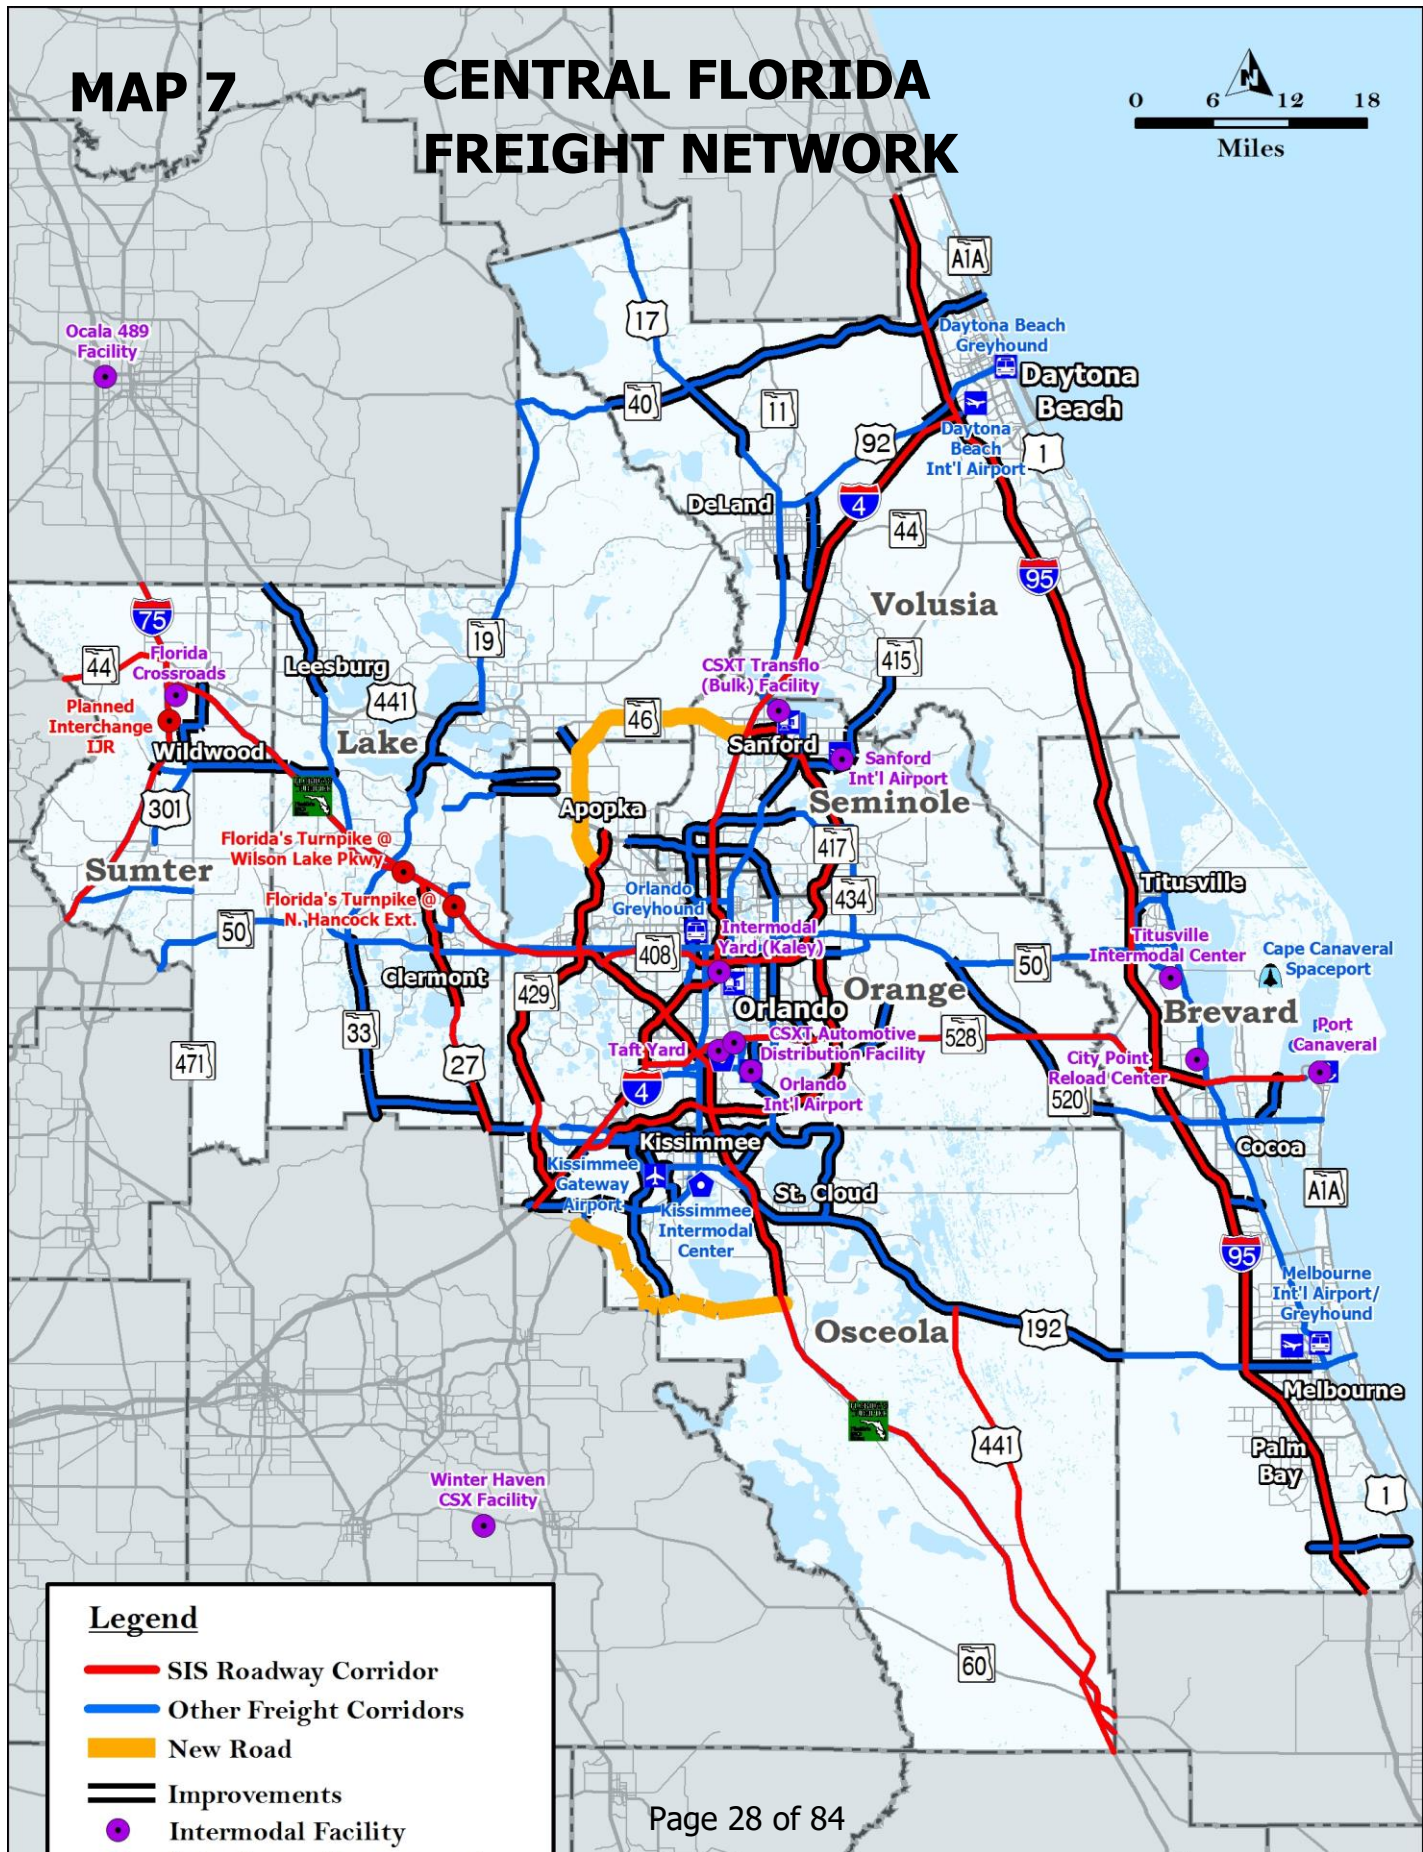 MAP 7
CENTRAL FLORIDA
FREIGHT NETWORK
N
0 6 12 18
Miles
A1A
17
Daytona Beach
Greyhound
Ocala 489
Facility
Daytona
Beach
40
11
92
Daytona
Beach
Int'l Airport
1
DeLand
4
44
95
75
Volusia
19
44
Florida
Crossroads
Leesburg
415
CSXT Transflo
(Bulk) Facility
441
Planned
Interchange
IJR
46
Wildwood
Lake
Sanford
Sanford
Int'l Airport
301
Apopka
Seminole
Florida's Turnpike @
Wilson Lake Pkwy
417
Sumter
Titusville
Orlando
Greyhound
434
Florida's Turnpike @
N. Hancock Ext.
50
Intermodal
Yard (Kaley)
408
Titusville
Intermodal Center
50
Cape Canaveral
Spaceport
Clermont
429
Orange
Orlando
Brevard
33
528
Port
Canaveral
Taft Yard
CSXT Automotive
Distribution Facility
471
27
City Point
Reload Center
4
Orlando
Int'l Airport
520
Kissimmee
Cocoa
Kissimmee
Gateway
Airport
St. Cloud
A1A
Kissimmee
Intermodal
Center
95
Melbourne
Int'l Airport/
Greyhound
Osceola
192
Melbourne
441
Palm
Bay
Winter Haven
CSX Facility
1
Legend
SIS Roadway Corridor
Other Freight Corridors
New Road
Improvements
Intermodal Facility
60
Page 28 of 84